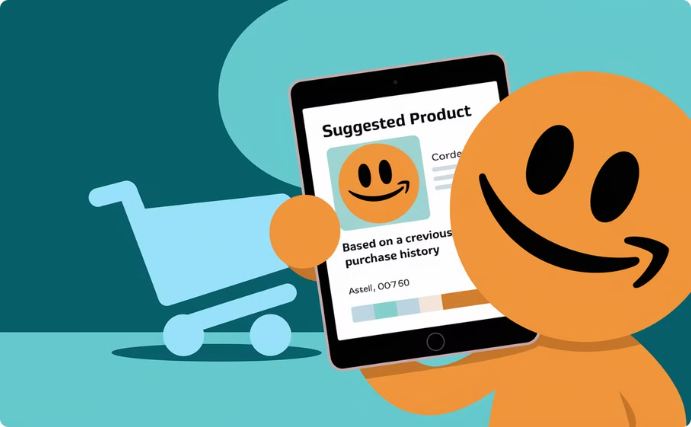 Suggested Product
Corde
Based on a crevious
purchase history
Astell, 00760